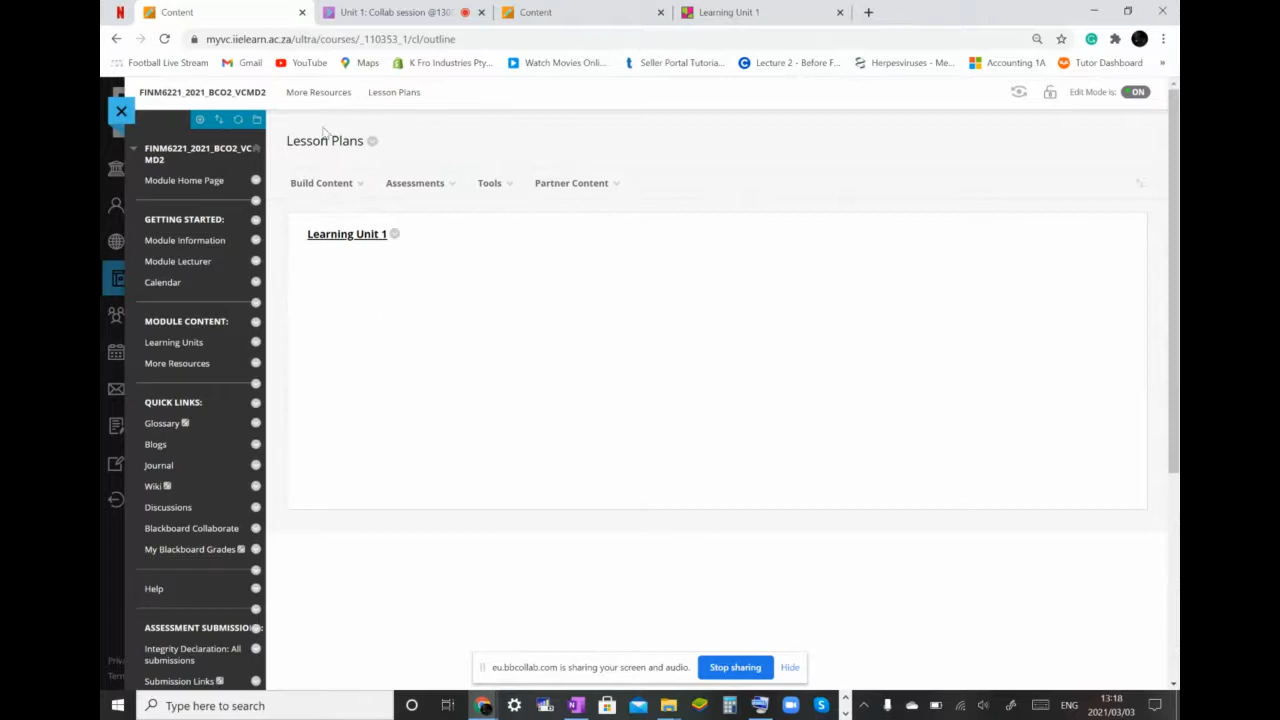 Content
Unit 1: Collab session @130
Content
Learning Unit 1
myvc.iielearn.ac.za/ultra/courses/_110353_1/cl/outline
Football Live Stream
Gmail
YouTube
Maps
K Fro Industries Pty...
Watch Movies Onli...
Seller Portal Tutoria...
Lecture 2 - Before F...
Herpesviruses - Me...
Accounting 1A
Tutor Dashboard
»
FINM6221_2021_BCO2_VCMD2
More Resources
Lesson Plans
Edit Mode is:
ON
FINM6221_2021_BCO2_VC
MD2
Module Home Page
GETTING STARTED:
Module Information
Module Lecturer
Calendar
MODULE CONTENT:
Learning Units
More Resources
QUICK LINKS:
Glossary
Blogs
Journal
Wiki
Discussions
Blackboard Collaborate
My Blackboard Grades
Help
ASSESSMENT SUBMISSIO
Integrity Declaration: All
submissions
Submission Links
Priv
Term
Lesson Plans
Build Content
Assessments
Tools
Partner Content
Learning Unit 1
eu.bbcollab.com is sharing your screen and audio.
Stop sharing
Hide
Type here to search
ENG
13:18
2021/03/03